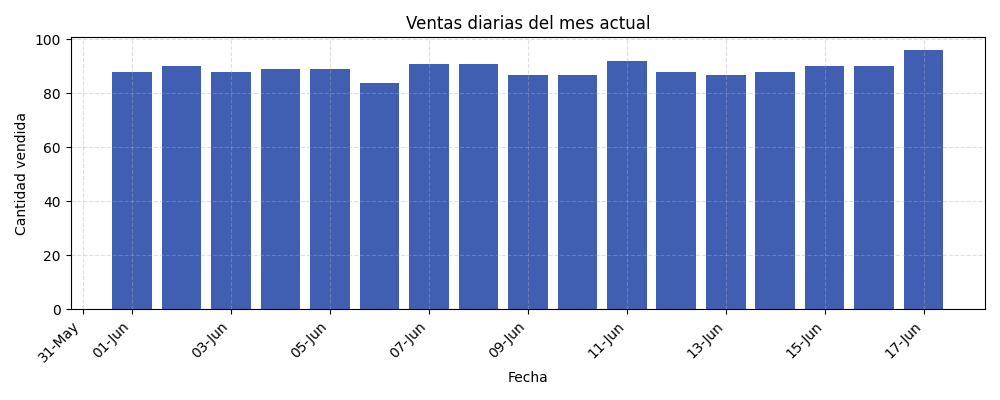 Ventas diarias del mes actual
Cantidad vendida
100
80
60
40
20
0
31-May
01-Jun
03-Jun
05-Jun
07-Jun
09-Jun
11-Jun
13-Jun
15-Jun
17-Jun
Fecha